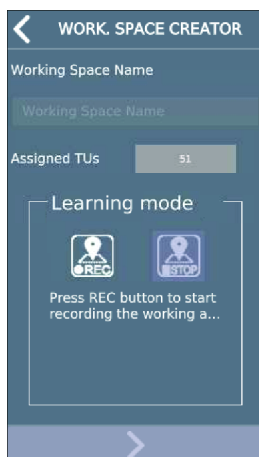 WORK. SPACE CREATOR
Working Space Name
Working Space Name
Assigned TUs 51
Learning mode
REC STOP
Press REC button to start
recording the working a...